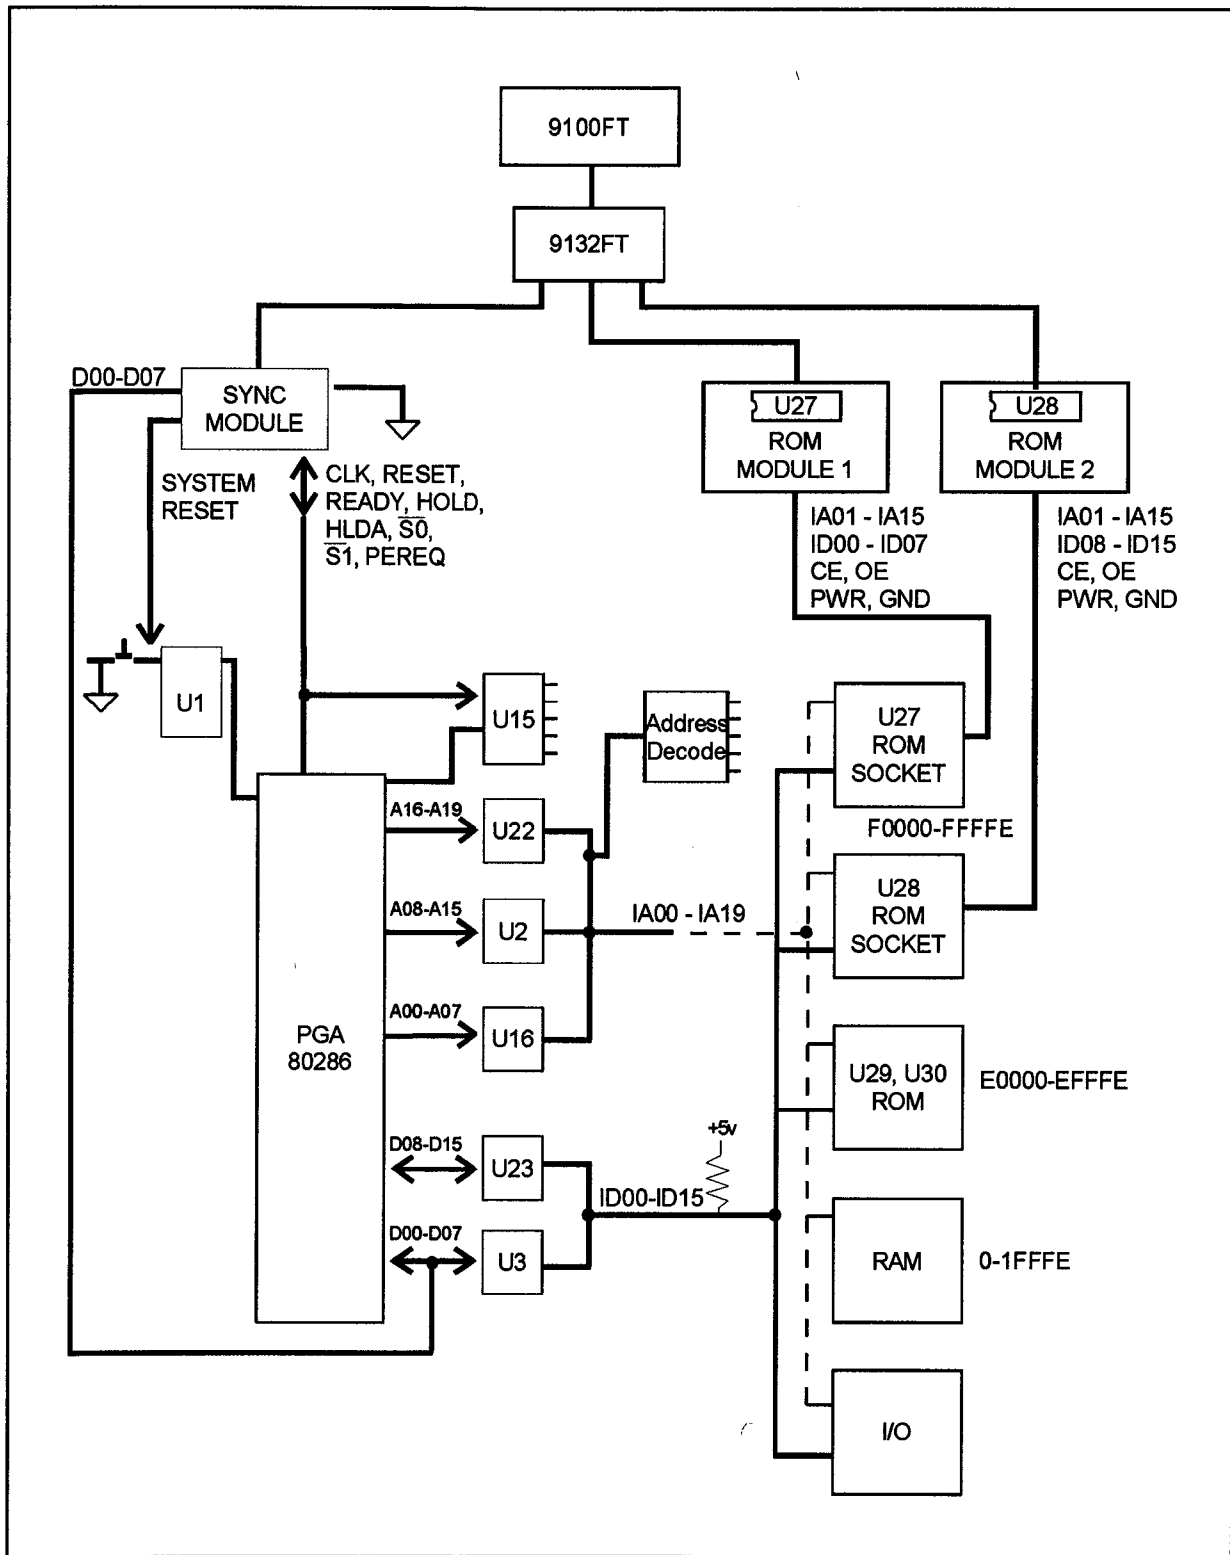 9100FT
9132FT
D00-D07
SYNC
MODULE
U27
ROM
MODULE 1
U28
ROM
MODULE 2
SYSTEM
RESET
CLK, RESET,
READY, HOLD,
HLDA, S̅0̅,
S̅1̅, PEREQ
IA01 - IA15
ID00 - ID07
CE, OE
PWR, GND
IA01 - IA15
ID08 - ID15
CE, OE
PWR, GND
U1
U15
Address
Decode
U27
ROM
SOCKET
F0000-FFFFE
A16-A19
U22
A08-A15
U2
IA00 - IA19
U28
ROM
SOCKET
A00-A07
U16
PGA
80286
U29, U30
ROM
E0000-EFFFE
D08-D15
U23
+5v
ID00-ID15
D00-D07
U3
RAM
0-1FFFE
I/O